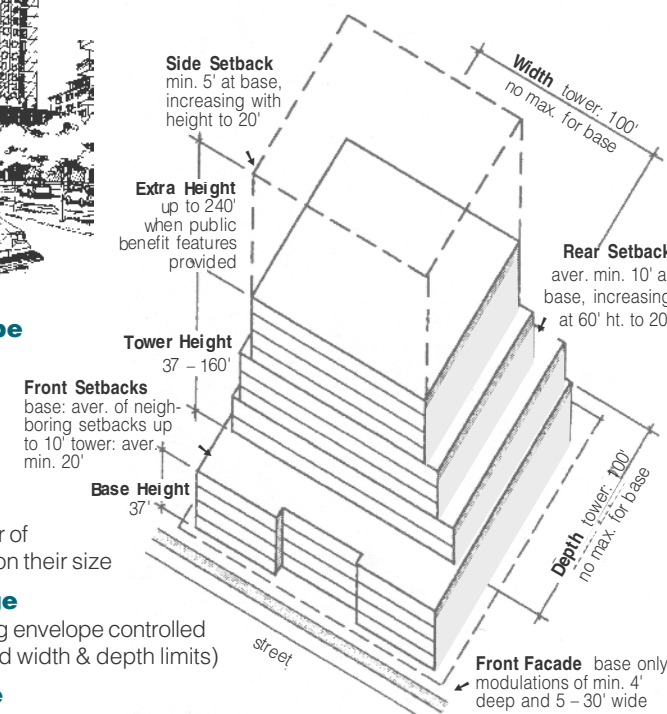 Side Setback
min. 5' at base,
increasing with
height to 20'
Width tower: 100'
no max. for base
Extra Height
up to 240'
when public
benefit features
provided
Rear Setback
aver. min. 10' a
base, increasing
at 60' ht. to 20
Tower Height
37 – 160'
Front Setbacks
base: aver. of neigh-
boring setbacks up
to 10' tower: aver.
min. 20'
Base Height
37'
Depth tower: 100'
no max. for base
street
Front Facade base only
modulations of min. 4'
deep and 5 – 30' wide
pe
r of
on their size
ge
g envelope controlled
d width & depth limits)
e